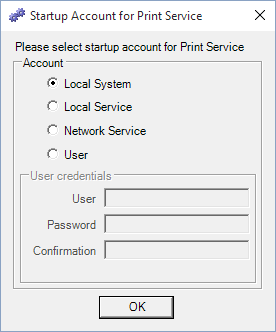 Startup Account for Print Service
Please select startup account for Print Service
Account
Local System
Local Service
Network Service
User
User credentials
User
Password
Confirmation
OK